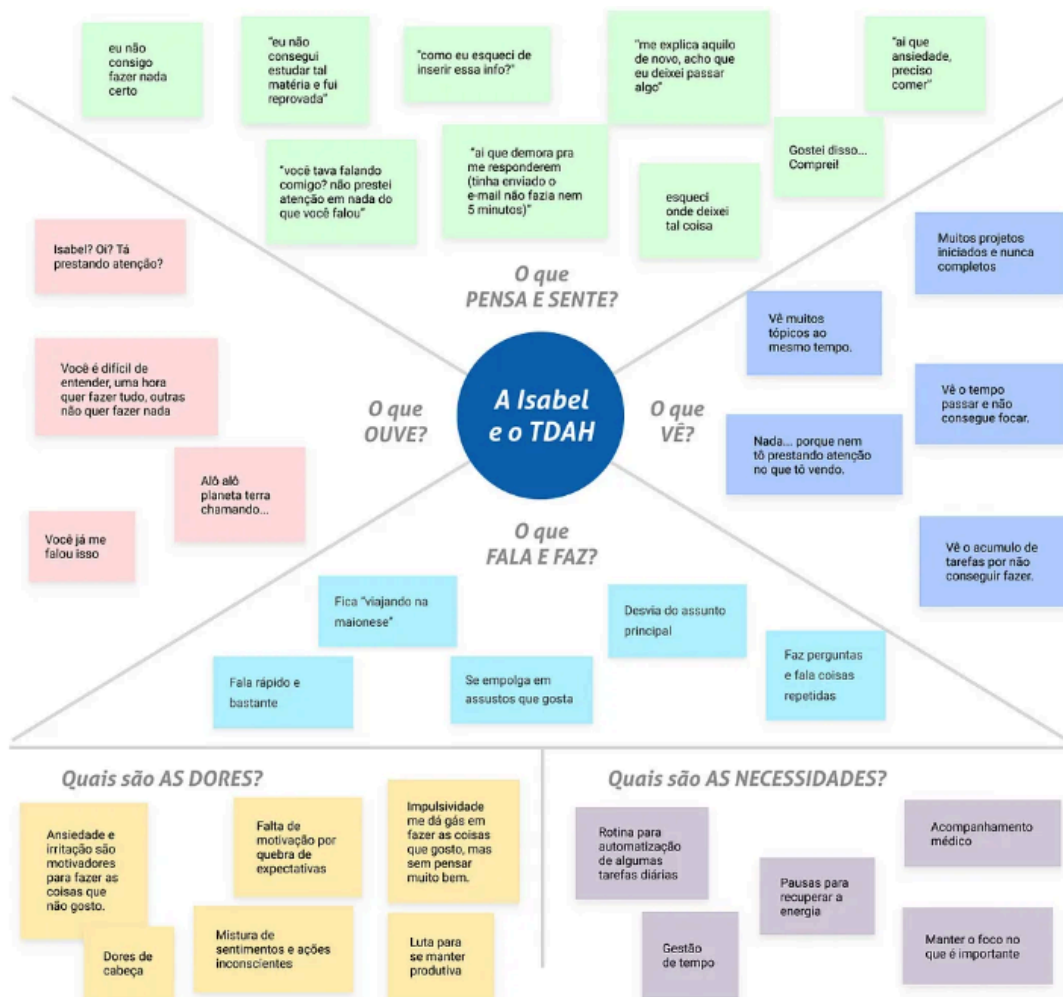 eu não
consigo
fazer nada
certo
"eu não
consegui
estudar tal
matéria e fui
reprovada"
"como eu esqueci de
inserir essa info?"
"me explica aquilo
de novo, acho que
eu deixei passar
algo"
"ai que
ansiedade,
preciso
comer"
"você tava falando
comigo? não prestei
atenção em nada do
que você falou"
"ai que demora pra
me responderem
(tinha enviado o
e-mail não fazia nem
5 minutos)"
esqueci
onde deixei
tal coisa
Gostei disso...
Comprei!
O que
PENSA E SENTE?
Isabel? Oi? Tá
prestando atenção?
Você é difícil de
entender, uma hora
quer fazer tudo, outras
não quer fazer nada
Alô alô
planeta terra
chamando...
Você já me
falou isso
O que
OUVE?
A Isabel
e o TDAH
O que
VÊ?
Muitos projetos
iniciados e nunca
completos
Vê muitos
tópicos ao
mesmo tempo.
Vê o tempo
passar e não
consegue focar.
Nada... porque nem
tô prestando atenção
no que tô vendo.
Vê o acumulo de
tarefas por não
conseguir fazer.
O que
FALA E FAZ?
Fica "viajando na
maionese"
Desvia do assunto
principal
Fala rápido e
bastante
Se empolga em
assustos que gosta
Faz perguntas
e fala coisas
repetidas
Quais são AS DORES?
Ansiedade e
irritação são
motivadores
para fazer as
coisas que
não gosto.
Falta de
motivação por
quebra de
expectativas
Impulsividade
me dá gás em
fazer as coisas
que gosto, mas
sem pensar
muito bem.
Dores de
cabeça
Mistura de
sentimentos e ações
inconscientes
Luta para
se manter
produtiva
Quais são AS NECESSIDADES?
Rotina para
automatização
de algumas
tarefas diárias
Acompanhamento
médico
Pausas para
recuperar a
energia
Gestão
de tempo
Manter o foco no
que é importante